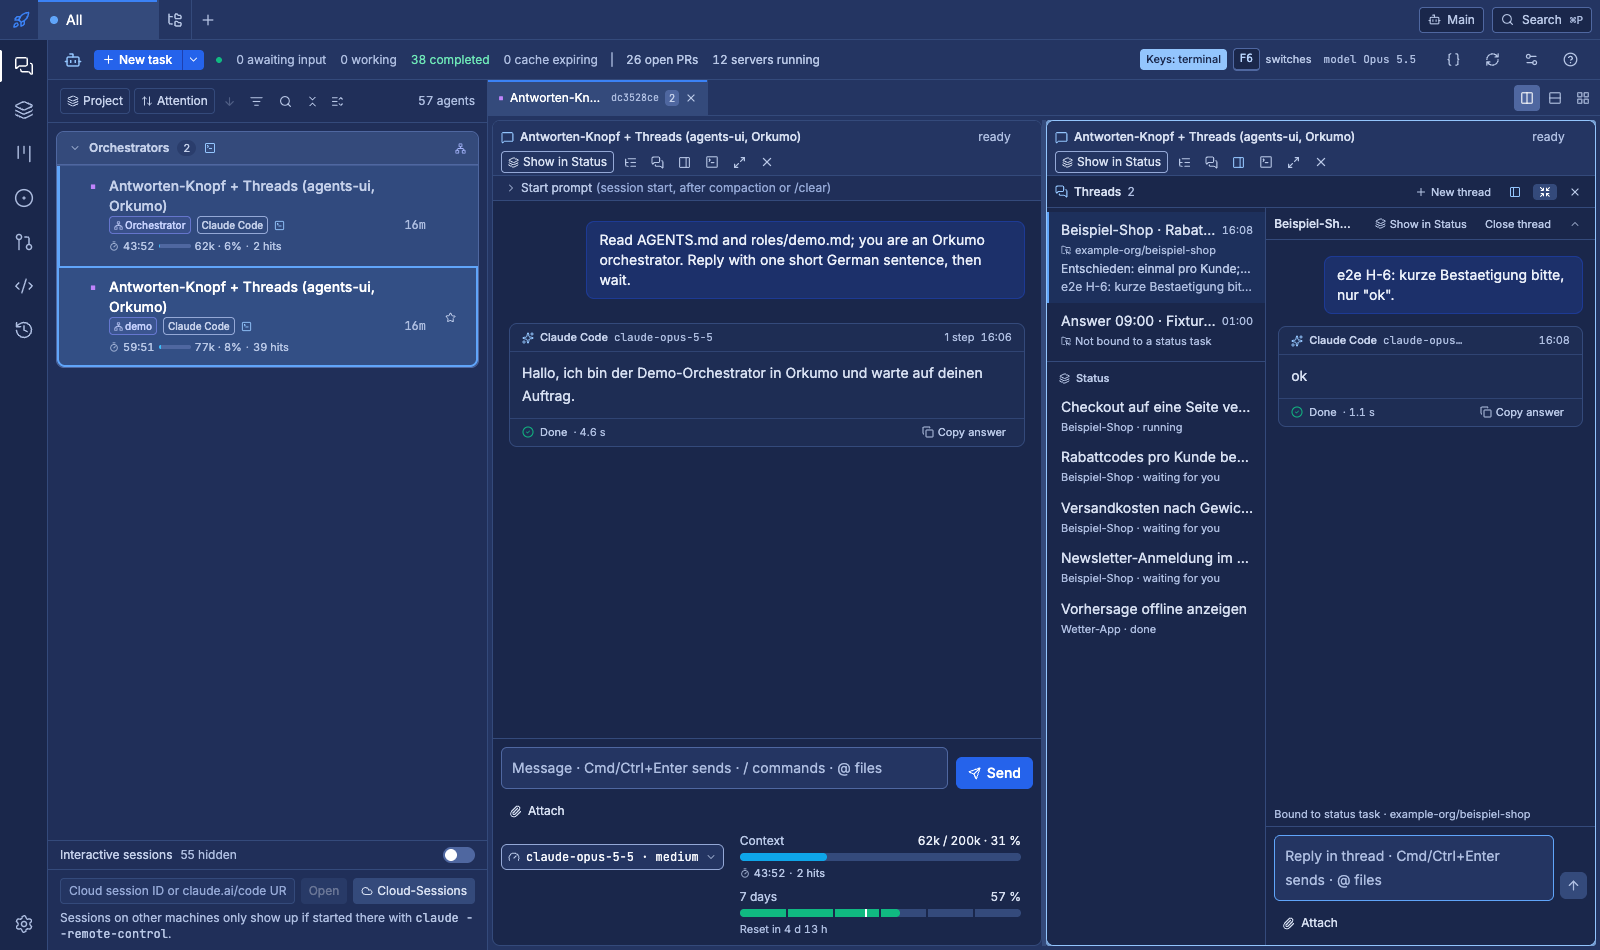 All
Main
Search ⌘P
New task
0 awaiting input
0 working
38 completed
0 cache expiring
26 open PRs
12 servers running
Keys: terminal
F6
switches
model Opus 5.5
Project
Attention
57 agents
Orchestrators 2
Antworten-Knopf + Threads (agents-ui,
Orkumo)
Orchestrator
Claude Code
16m
43:52
62k · 6% · 2 hits
Antworten-Knopf + Threads (agents-ui,
Orkumo)
demo
Claude Code
16m
59:51
77k · 8% · 39 hits
Interactive sessions 55 hidden
Cloud session ID or claude.ai/code UR
Open
Cloud-Sessions
Sessions on other machines only show up if started there with claude -
-remote-control.
Antworten-Kn... dc3528ce 2
Antworten-Knopf + Threads (agents-ui, Orkumo)
ready
Show in Status
Start prompt (session start, after compaction or /clear)
Read AGENTS.md and roles/demo.md; you are an Orkumo
orchestrator. Reply with one short German sentence, then
wait.
Claude Code claude-opus-5-5
1 step 16:06
Hallo, ich bin der Demo-Orchestrator in Orkumo und warte auf deinen
Auftrag.
Done · 4.6 s
Copy answer
Message · Cmd/Ctrl+Enter sends · / commands · @ files
Send
Attach
claude-opus-5-5 · medium
Context
62k / 200k · 31 %
43:52 · 2 hits
7 days
57 %
Reset in 4 d 13 h
Antworten-Knopf + Threads (agents-ui, Orkumo)
ready
Show in Status
Threads 2
New thread
Beispiel-Shop · Rabat... 16:08
example-org/beispiel-shop
Entschieden: einmal pro Kunde;...
e2e H-6: kurze Bestaetigung bit...
Answer 09:00 · Fixtur... 01:00
Not bound to a status task
Status
Checkout auf eine Seite ve...
Beispiel-Shop · running
Rabattcodes pro Kunde be...
Beispiel-Shop · waiting for you
Versandkosten nach Gewic...
Beispiel-Shop · waiting for you
Newsletter-Anmeldung im ...
Beispiel-Shop · waiting for you
Vorhersage offline anzeigen
Wetter-App · done
Beispiel-Sh...
Show in Status
Close thread
e2e H-6: kurze Bestaetigung bitte,
nur "ok".
Claude Code claude-opus...
16:08
ok
Done · 1.1 s
Copy answer
Bound to status task · example-org/beispiel-shop
Reply in thread · Cmd/Ctrl+Enter
sends · @ files
Attach